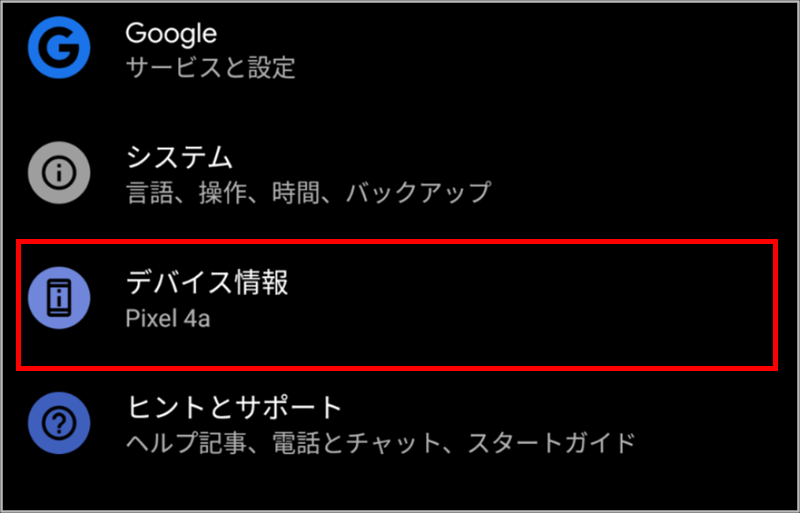 Google
サービスと設定
システム
言語、操作、時間、バックアップ
デバイス情報
Pixel 4a
ヒントとサポート
ヘルプ記事、電話とチャット、スタートガイド